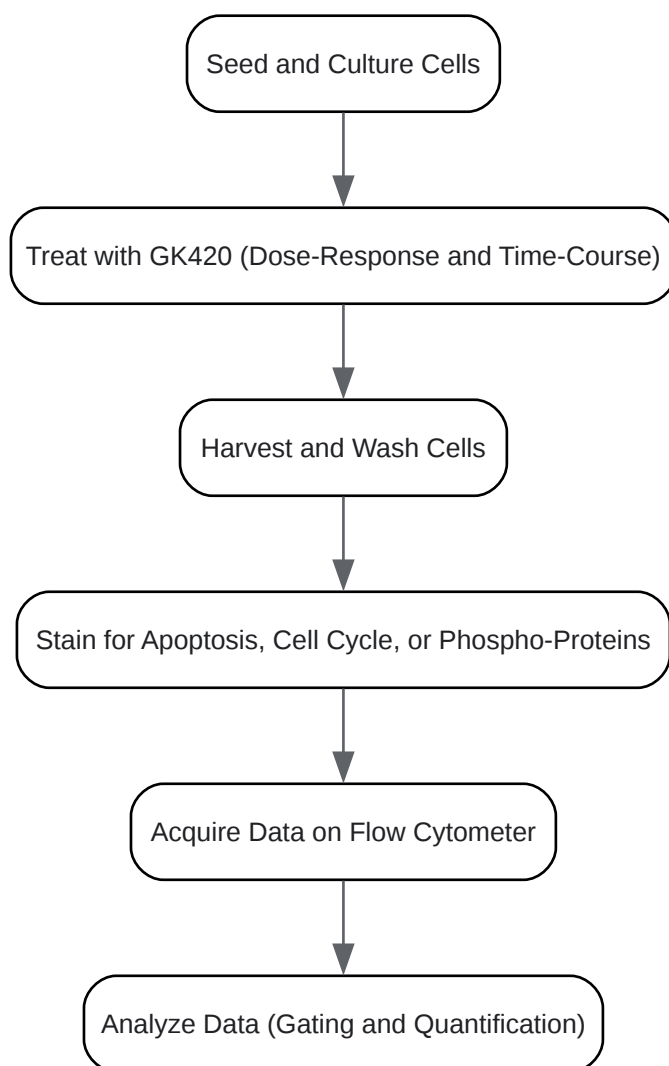 Seed and Culture Cells
Treat with GK420 (Dose-Response and Time-Course)
Harvest and Wash Cells
Stain for Apoptosis, Cell Cycle, or Phospho-Proteins
Acquire Data on Flow Cytometer
Analyze Data (Gating and Quantification)